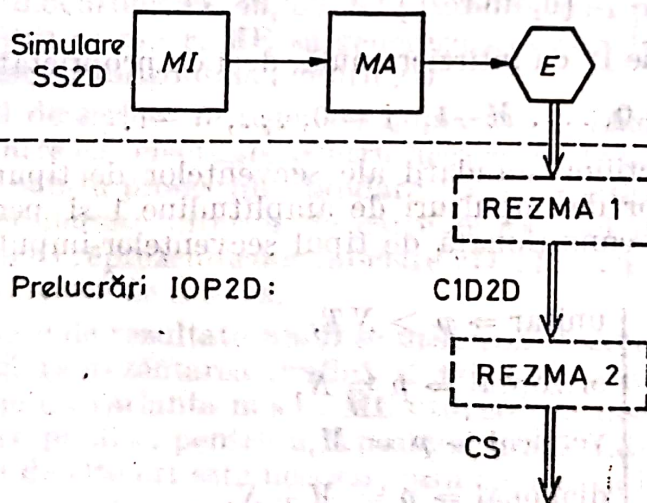 Simulare
SS2D
MI
MA
E
REZMA 1
Prelucrări IOP2D:
C1D2D
REZMA 2
CS